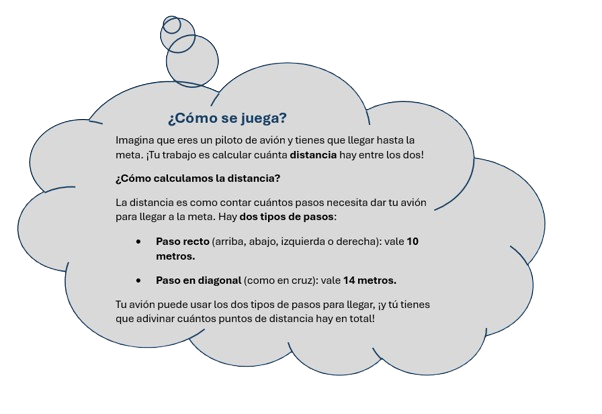 ¿Cómo se juega?
Imagina que eres un piloto de avión y tienes que llegar hasta la
meta. ¡Tu trabajo es calcular cuánta distancia hay entre los dos!
¿Cómo calculamos la distancia?
La distancia es como contar cuántos pasos necesita dar tu avión
para llegar a la meta. Hay dos tipos de pasos:
• Paso recto (arriba, abajo, izquierda o derecha): vale 10
metros.
• Paso en diagonal (como en cruz): vale 14 metros.
Tu avión puede usar los dos tipos de pasos para llegar, ¡y tú tienes
que adivinar cuántos puntos de distancia hay en total!